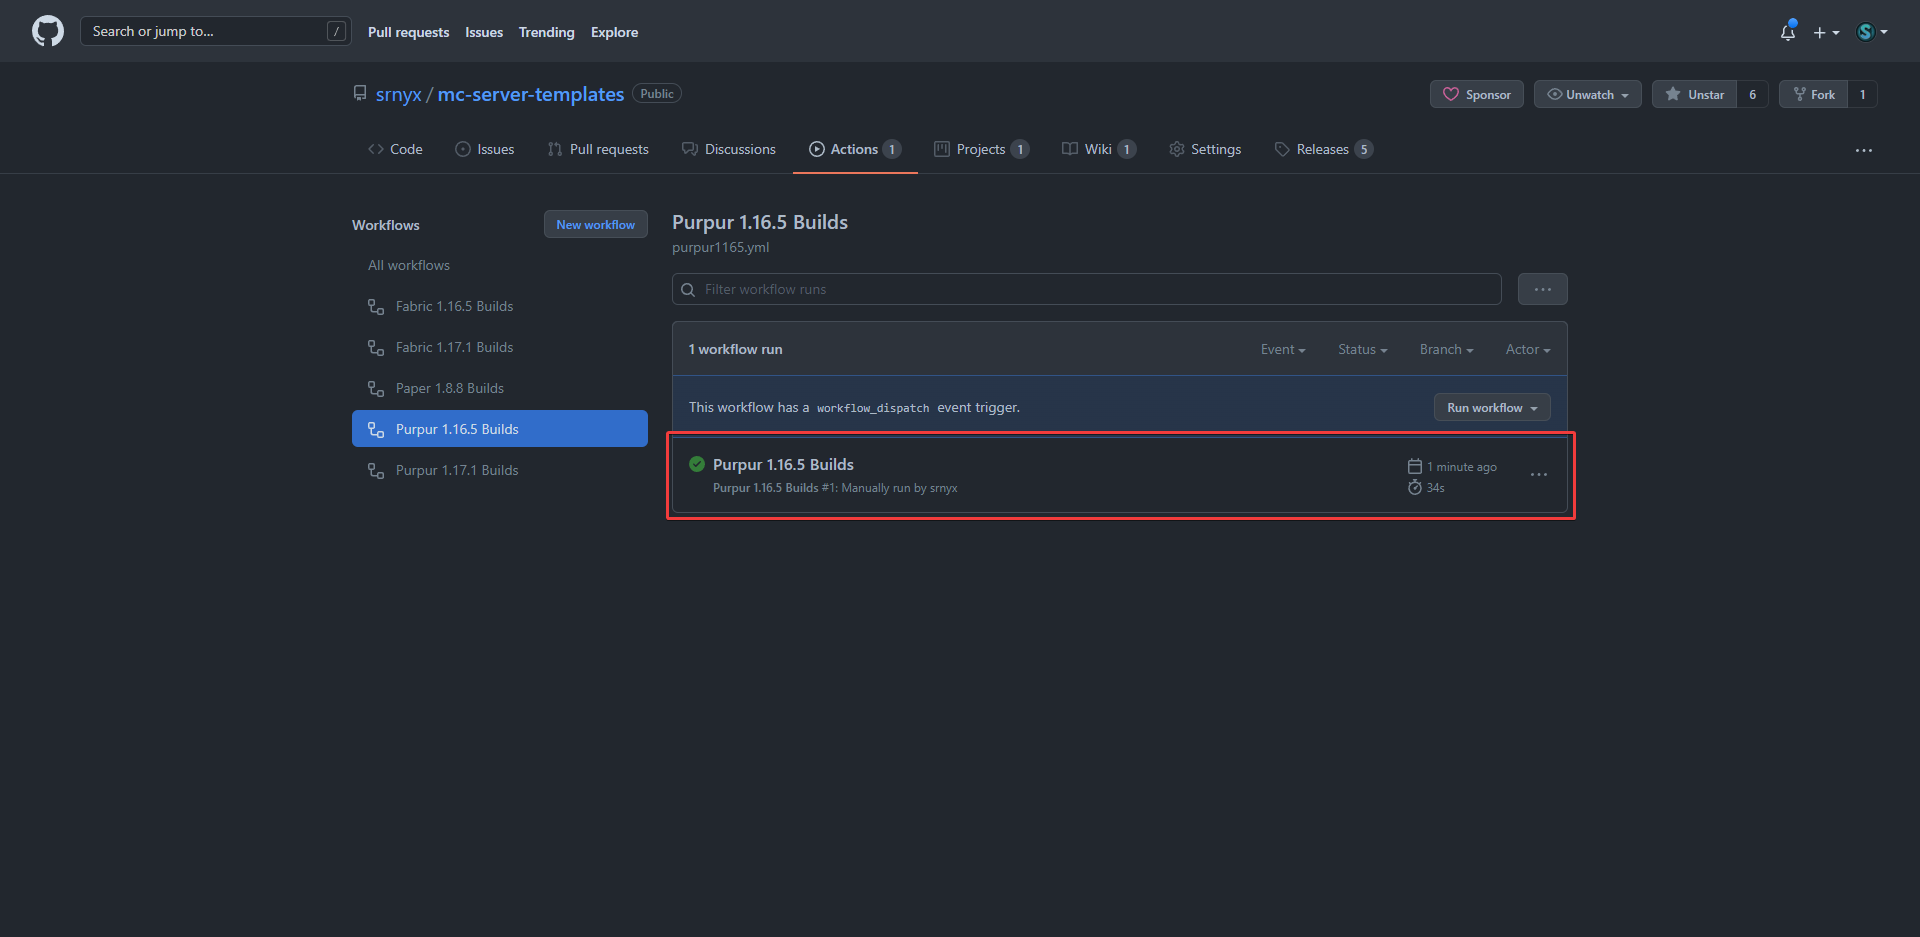 Search or jump to... /
Pull requests Issues Trending Explore
srnyx / mc-server-templates Public
Sponsor Unwatch Unstar 6 Fork 1
Code Issues Pull requests Discussions Actions 1 Projects 1 Wiki 1 Settings Releases 5
Workflows New workflow
All workflows
Fabric 1.16.5 Builds
Fabric 1.17.1 Builds
Paper 1.8.8 Builds
Purpur 1.16.5 Builds
Purpur 1.17.1 Builds
Purpur 1.16.5 Builds
purpur1165.yml
Filter workflow runs
1 workflow run Event Status Branch Actor
This workflow has a workflow_dispatch event trigger. Run workflow
Purpur 1.16.5 Builds 1 minute ago
Purpur 1.16.5 Builds #1: Manually run by srnyx 34s